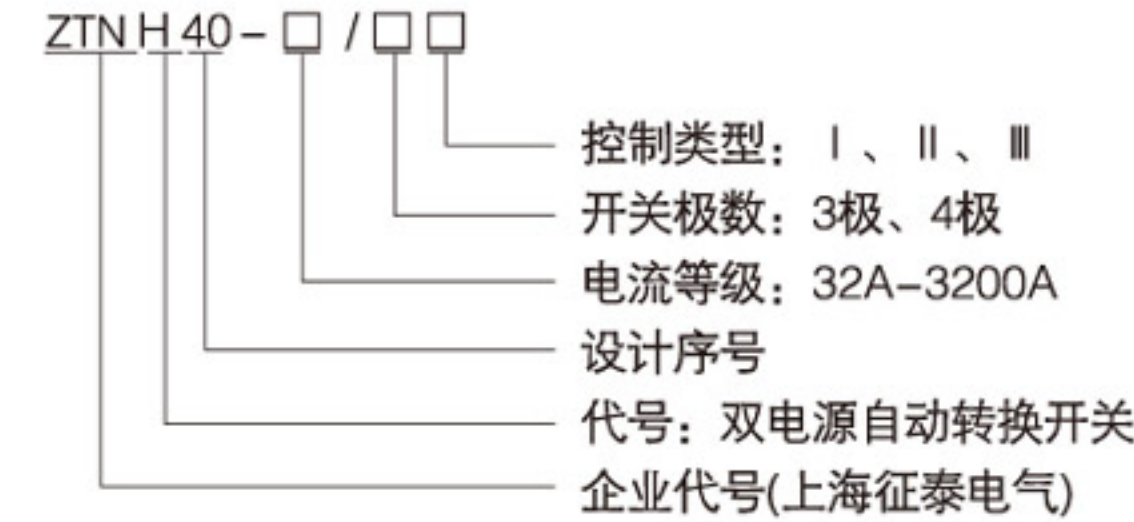 ZTNH40-□/□□
控制类型：Ⅰ、Ⅱ、Ⅲ
开关极数：3极、4极
电流等级：32A-3200A
设计序号
代号：双电源自动转换开关
企业代号(上海征泰电气)